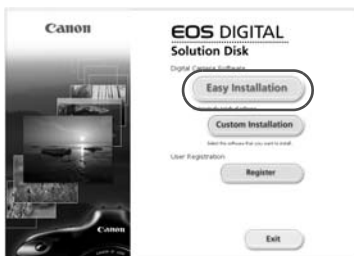 Canon
EOS DIGITAL
Solution Disk
Digital Camera Software
Easy Installation
Custom Installation
Select the software that you want to install.
User Registration
Register
Canon
Exit